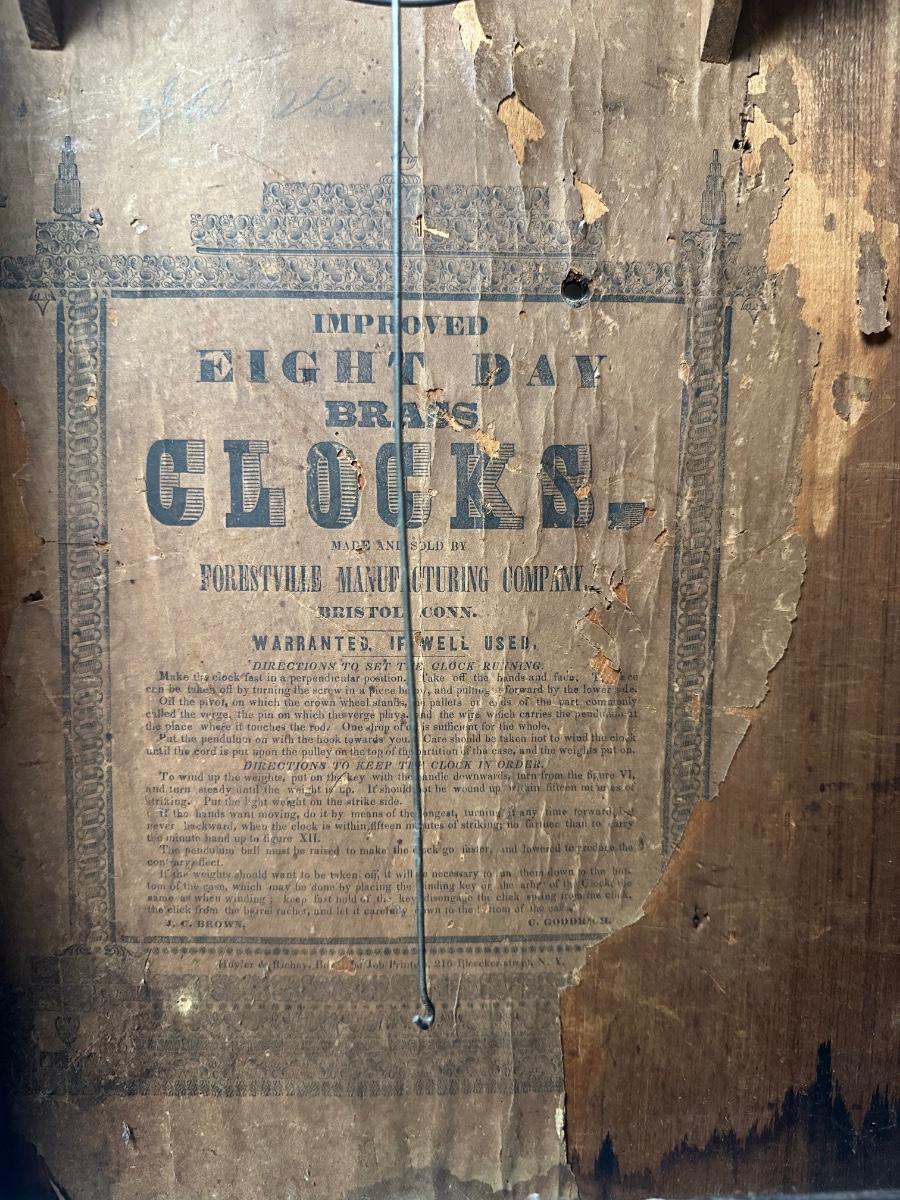 IMPROVED
EIGHT DAY
BRASS
CLOCKS.
MADE AND SOLD BY
FORESTVILLE MANUFACTURING COMPANY,
BRISTOL CONN.
WARRANTED, IF WELL USED.
DIRECTIONS TO SET THE CLOCK RUNNING.
Make the clock fast in a perpendicular position. Take off the hands and face. The face
can be taken off by turning the screw in a piece below, and pulling forward by the lower side.
Oil the pivot, on which the crown wheel stands, the pallets or ends of the part commonly
called the verge, the pin on which the verge plays, and the wire which carries the pendulum at
the place where it touches the rod. One drop of oil is sufficient for the whole.
Put the pendulum on with the hook towards you. Care should be taken not to wind the clock
until the cord is put upon the pulley on the top of the partition of the case, and the weights put on.
DIRECTIONS TO KEEP THE CLOCK IN ORDER.
To wind up the weights, put on the key with the handle downwards, turn from the figure VI,
and turn steady until the weight is up. It should not be wound up within fifteen minutes of
striking. Put the light weight on the strike side.
If the hands want moving, do it by means of the longest, turning it any time forward, but
never backward, when the clock is within fifteen minutes of striking; no farther than to carry
the minute hand up to figure XII.
The pendulum ball must be raised to make the clock go faster, and lowered to produce the
contrary effect.
If the weights should want to be taken off, it will be necessary to run them down to the bot-
tom of the case, which may be done by placing the winding key on the arbor of the Clock, the
same as when winding; keep fast hold of the key, disengage the click spring from the click,
the click from the barrel rachet, and let it carefully down to the bottom of the case.
J. C. BROWN, C. GOODRICH.
Richey, Job Printers, 216 Bleecker-street, N. Y.